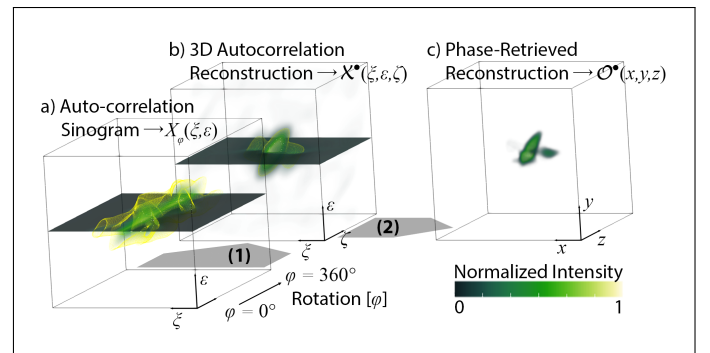 b) 3D Autocorrelation
Reconstruction → 𝒳•(ξ,ε,ζ)
c) Phase-Retrieved
Reconstruction → 𝒪•(x,y,z)
a) Auto-correlation
Sinogram → Xφ(ξ,ε)
ε
ξ
ζ
(2)
y
x
z
(1)
ε
ξ
φ = 360°
Rotation [φ]
φ = 0°
Normalized Intensity
0
1